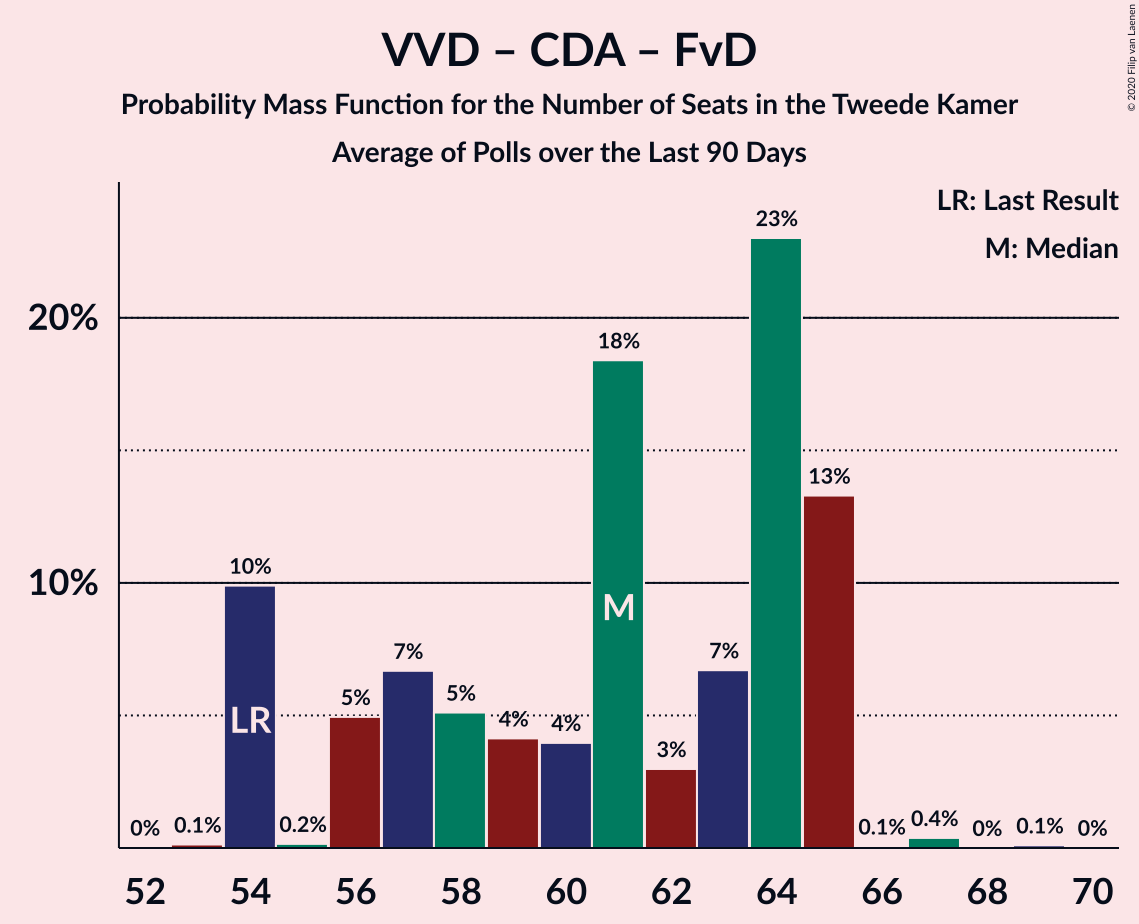 VVD – CDA – FvD
Probability Mass Function for the Number of Seats in the Tweede Kamer
Average of Polls over the Last 90 Days
© 2020 Filip van Laenen
LR: Last Result
M: Median
20%
10%
0%
0.1%
10%
0.2%
5%
7%
5%
4%
4%
18%
3%
7%
23%
13%
0.1%
0.4%
0%
0.1%
0%
LR
M
52 54 56 58 60 62 64 66 68 70